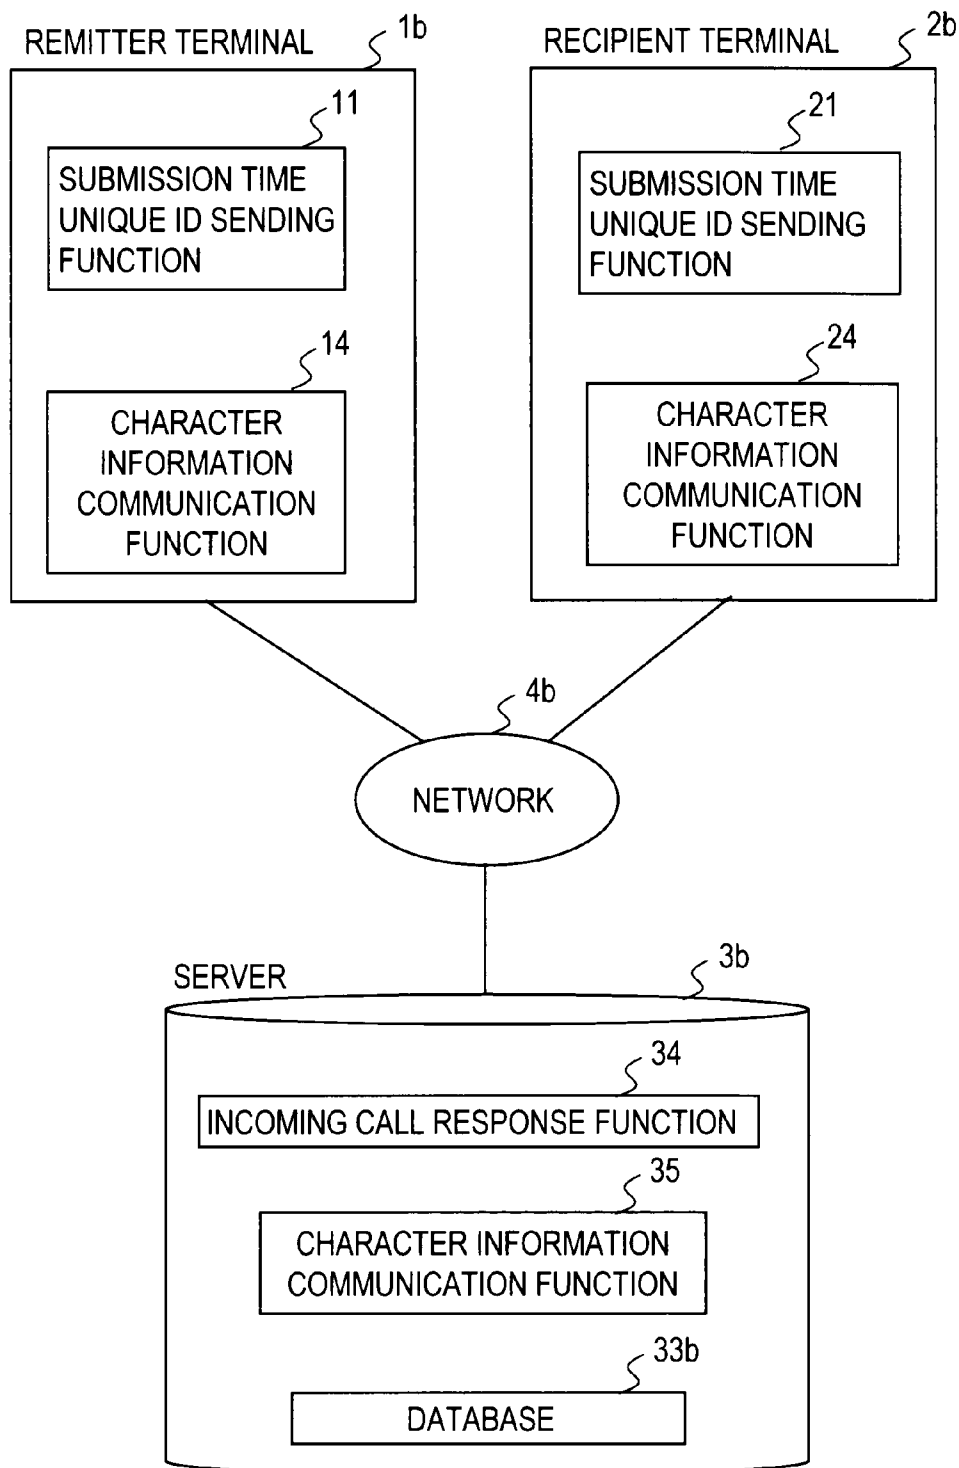 REMITTER TERMINAL
1b
11
SUBMISSION TIME
UNIQUE ID SENDING
FUNCTION
14
CHARACTER
INFORMATION
COMMUNICATION
FUNCTION
RECIPIENT TERMINAL
2b
21
SUBMISSION TIME
UNIQUE ID SENDING
FUNCTION
24
CHARACTER
INFORMATION
COMMUNICATION
FUNCTION
4b
NETWORK
SERVER
3b
34
INCOMING CALL RESPONSE FUNCTION
35
CHARACTER INFORMATION
COMMUNICATION FUNCTION
33b
DATABASE